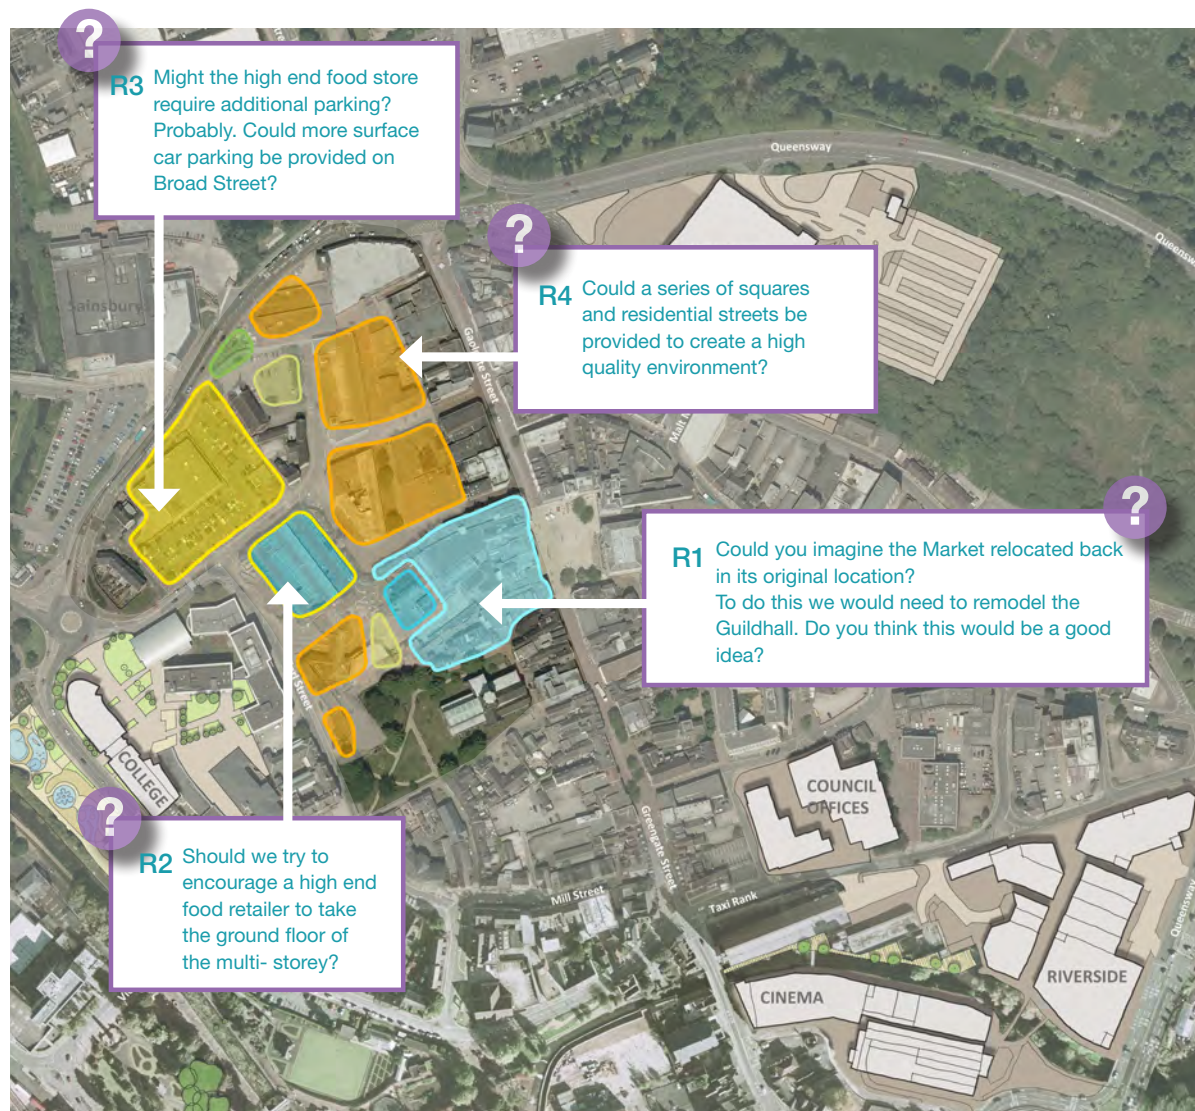 ?
R3 Might the high end food store
require additional parking?
Probably. Could more surface
car parking be provided on
Broad Street?
Queensway
Queensway
?
R4 Could a series of squares
and residential streets be
provided to create a high
quality environment?
Sainsbury
Gaolgate Street
Malt
?
R1 Could you imagine the Market relocated back
in its original location?
To do this we would need to remodel the
Guildhall. Do you think this would be a good
idea?
Street
COLLEGE
COUNCIL
OFFICES
?
R2 Should we try to
encourage a high end
food retailer to take
the ground floor of
the multi- storey?
Greengate Street
Mill Street
Taxi Rank
Queensway
RIVERSIDE
CINEMA